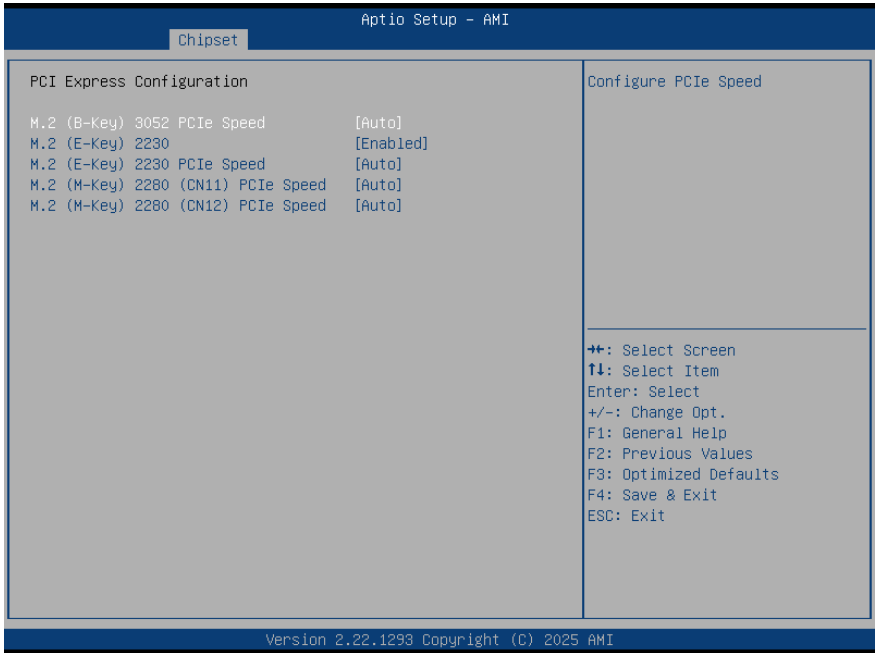 Aptio Setup – AMI
Chipset
PCI Express Configuration
M.2 (B-Key) 3052 PCIe Speed [Auto]
M.2 (E-Key) 2230 [Enabled]
M.2 (E-Key) 2230 PCIe Speed [Auto]
M.2 (M-Key) 2280 (CN11) PCIe Speed [Auto]
M.2 (M-Key) 2280 (CN12) PCIe Speed [Auto]
Configure PCIe Speed
→←: Select Screen
↑↓: Select Item
Enter: Select
+/-: Change Opt.
F1: General Help
F2: Previous Values
F3: Optimized Defaults
F4: Save & Exit
ESC: Exit
Version 2.22.1293 Copyright (C) 2025 AMI